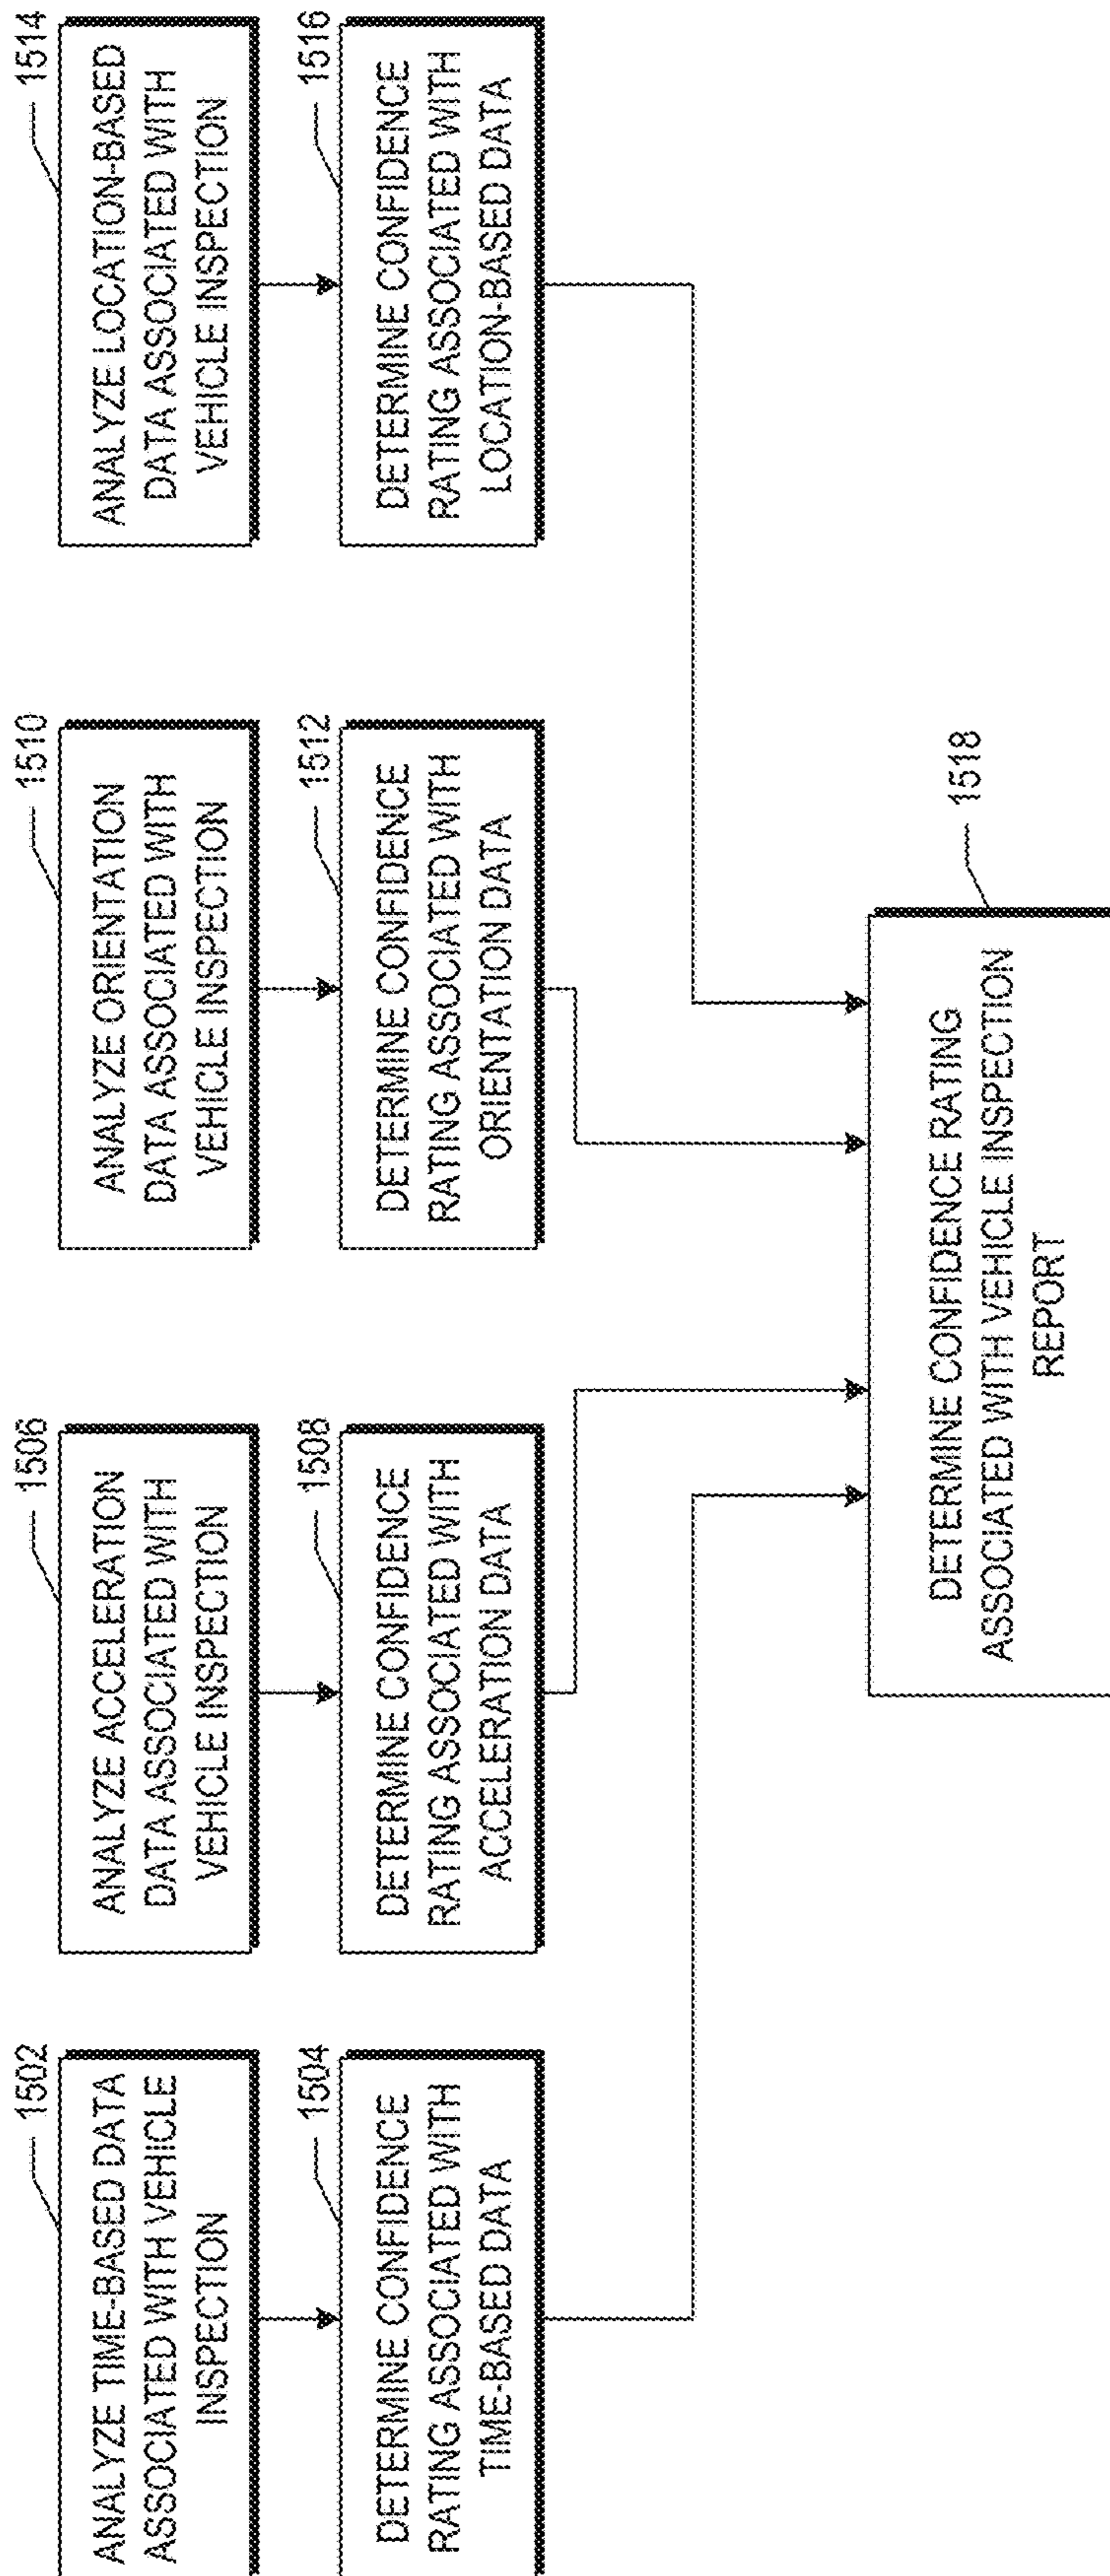 1502
ANALYZE TIME-BASED DATA
ASSOCIATED WITH VEHICLE
INSPECTION
1504
DETERMINE CONFIDENCE
RATING ASSOCIATED WITH
TIME-BASED DATA
1506
ANALYZE ACCELERATION
DATA ASSOCIATED WITH
VEHICLE INSPECTION
1508
DETERMINE CONFIDENCE
RATING ASSOCIATED WITH
ACCELERATION DATA
1510
ANALYZE ORIENTATION
DATA ASSOCIATED WITH
VEHICLE INSPECTION
1512
DETERMINE CONFIDENCE
RATING ASSOCIATED WITH
ORIENTATION DATA
1514
ANALYZE LOCATION-BASED
DATA ASSOCIATED WITH
VEHICLE INSPECTION
1516
DETERMINE CONFIDENCE
RATING ASSOCIATED WITH
LOCATION-BASED DATA
1518
DETERMINE CONFIDENCE RATING
ASSOCIATED WITH VEHICLE INSPECTION
REPORT